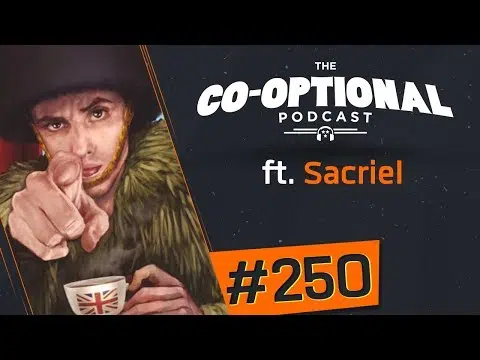 THE
CO-OPTIONAL
PODCAST
ft. Sacriel
#250